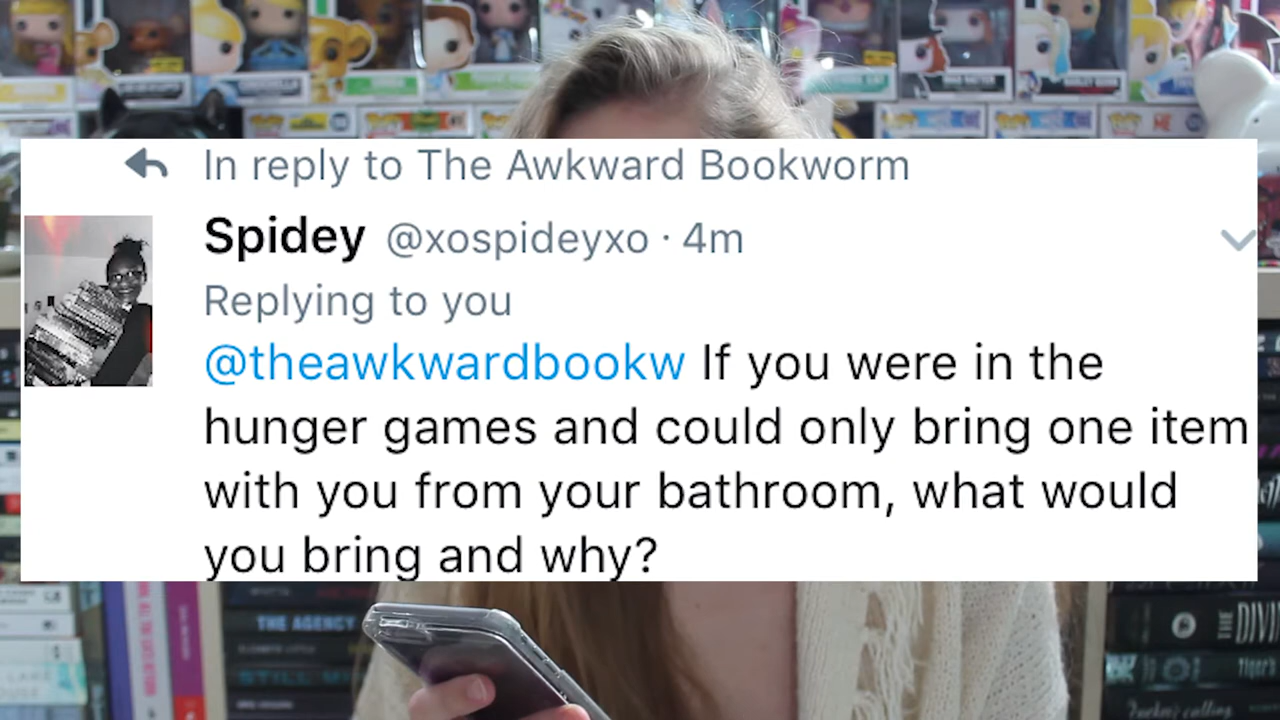 In reply to The Awkward Bookworm
Spidey @xospideyxo · 4m
Replying to you
@theawkwardbookw If you were in the
hunger games and could only bring one item
with you from your bathroom, what would
you bring and why?
THE AGENCY
THE DIVI